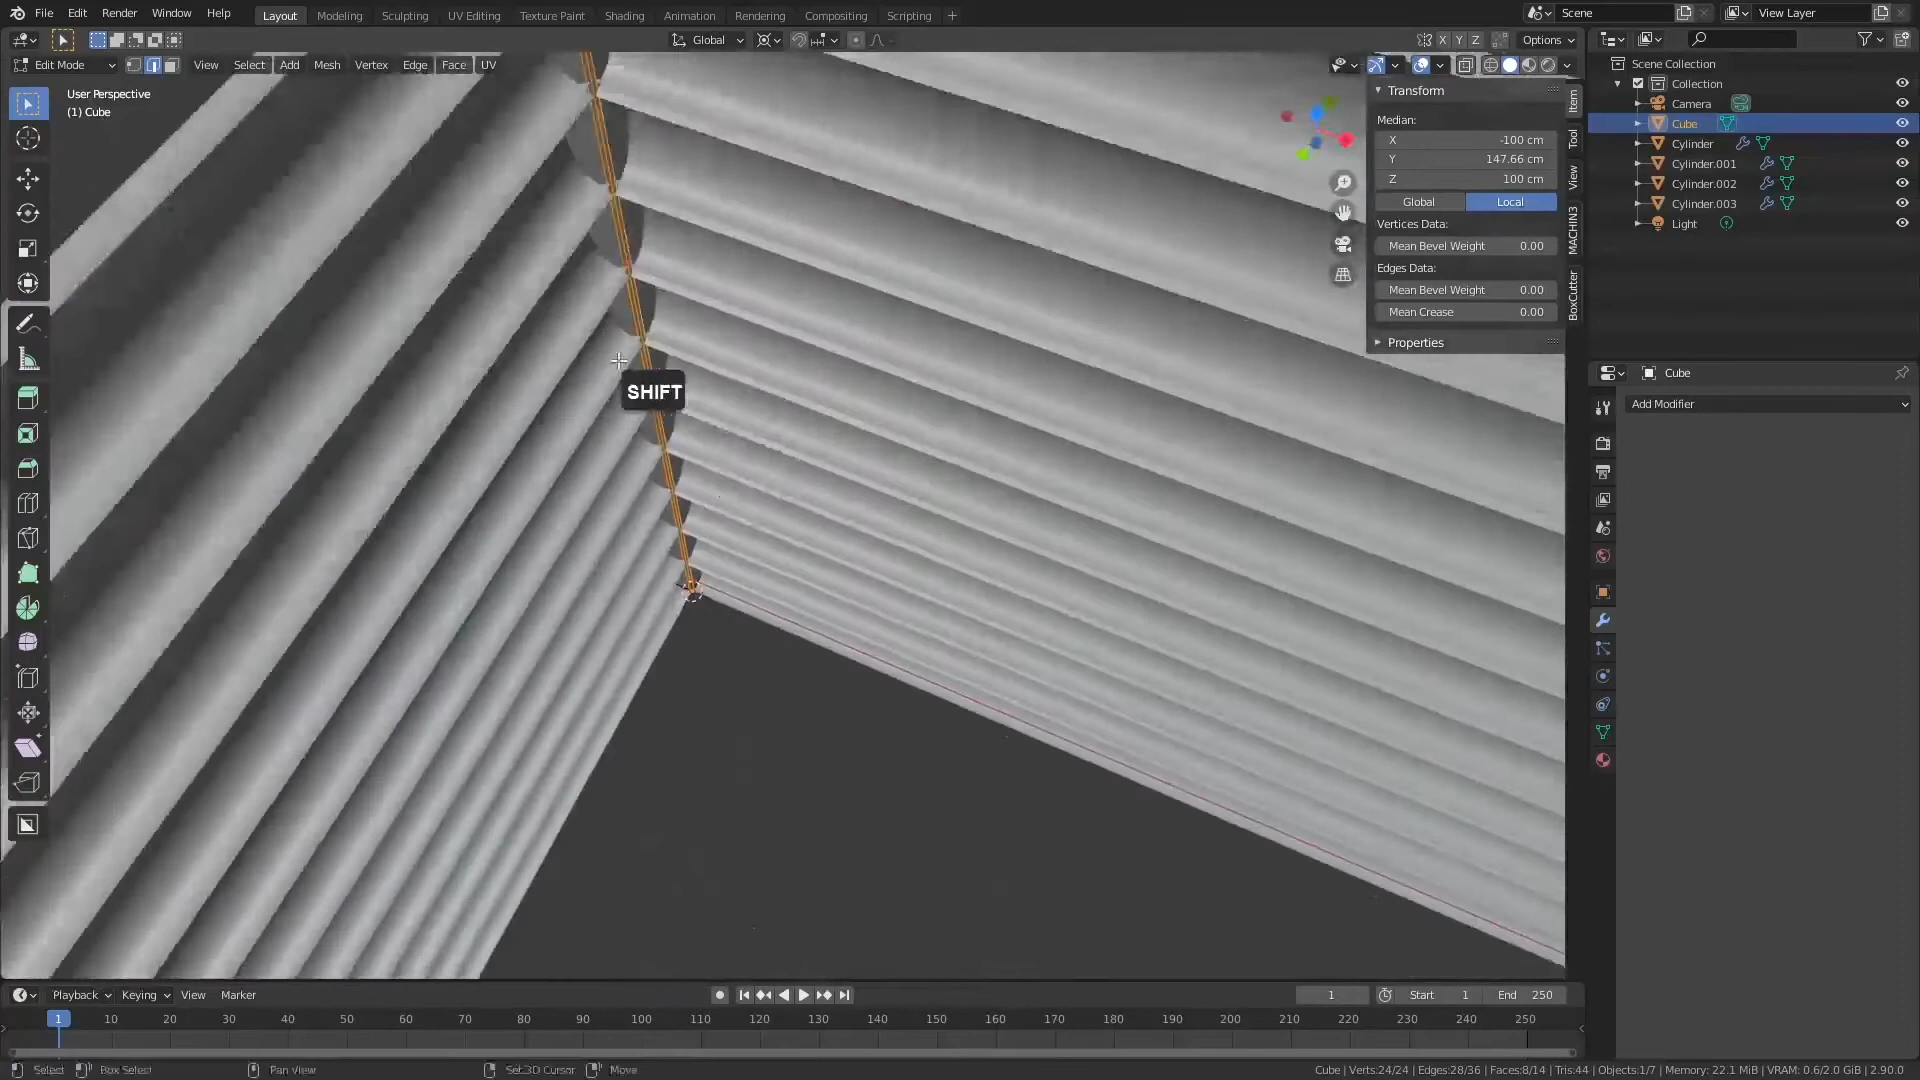 File Edit Render Window Help Layout Modeling Sculpting UV Editing Texture Paint Shading Animation Rendering Compositing Scripting + Scene View Layer
Edit Mode View Select Add Mesh Vertex Edge Face UV
Global X Y Z Options
User Perspective
(1) Cube
SHIFT
Transform
Median:
X -100 cm
Y 147.66 cm
Z 100 cm
Global Local
Vertices Data:
Mean Bevel Weight 0.00
Edges Data:
Mean Bevel Weight 0.00
Mean Crease 0.00
Properties
Item
Tool
View
MACHIN3
BoxCutter
Scene Collection
Collection
Camera
Cube
Cylinder
Cylinder.001
Cylinder.002
Cylinder.003
Light
Cube
Add Modifier
Playback Keying View Marker 1 Start 1 End 250
1 10 20 30 40 50 60 70 80 90 100 110 120 130 140 150 160 170 180 190 200 210 220 230 240 250
Select Box Select Pan View Set 3D Cursor Move Cube | Verts:24/24 | Edges:28/36 | Faces:8/14 | Tris:44 | Objects:1/7 | Memory: 22.1 MiB | VRAM: 0.6/2.0 GiB | 2.90.0